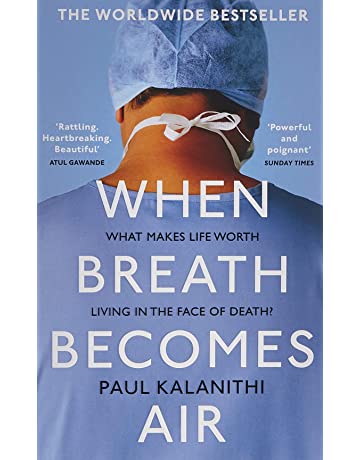 THE WORLDWIDE BESTSELLER
'Rattling.
Heartbreaking.
Beautiful'
ATUL GAWANDE
'Powerful
and
poignant'
SUNDAY TIMES
WHEN
WHAT MAKES LIFE WORTH
BREATH
LIVING IN THE FACE OF DEATH?
BECOMES
PAUL KALANITHI
AIR